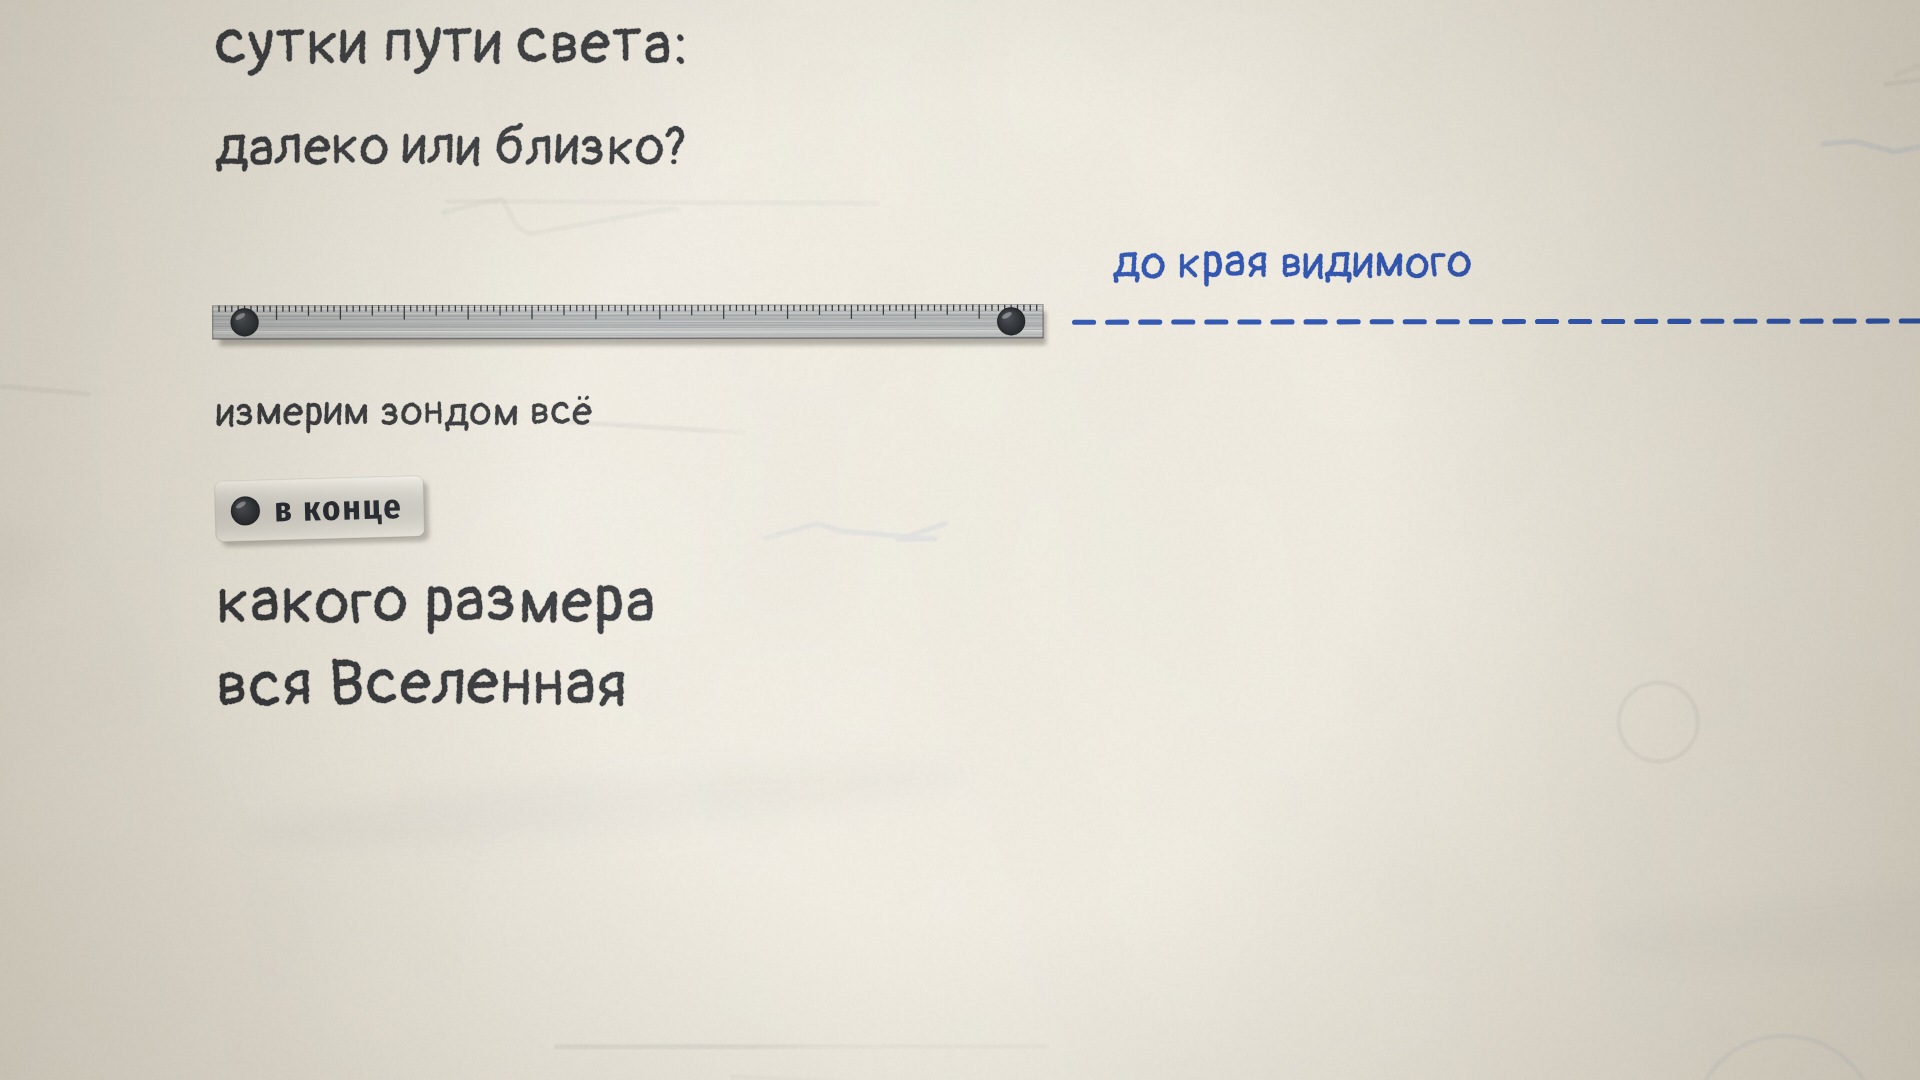 сутки пути света:
далеко или близко?
до края видимого
измерим зондом всё
в конце
какого размера
вся Вселенная